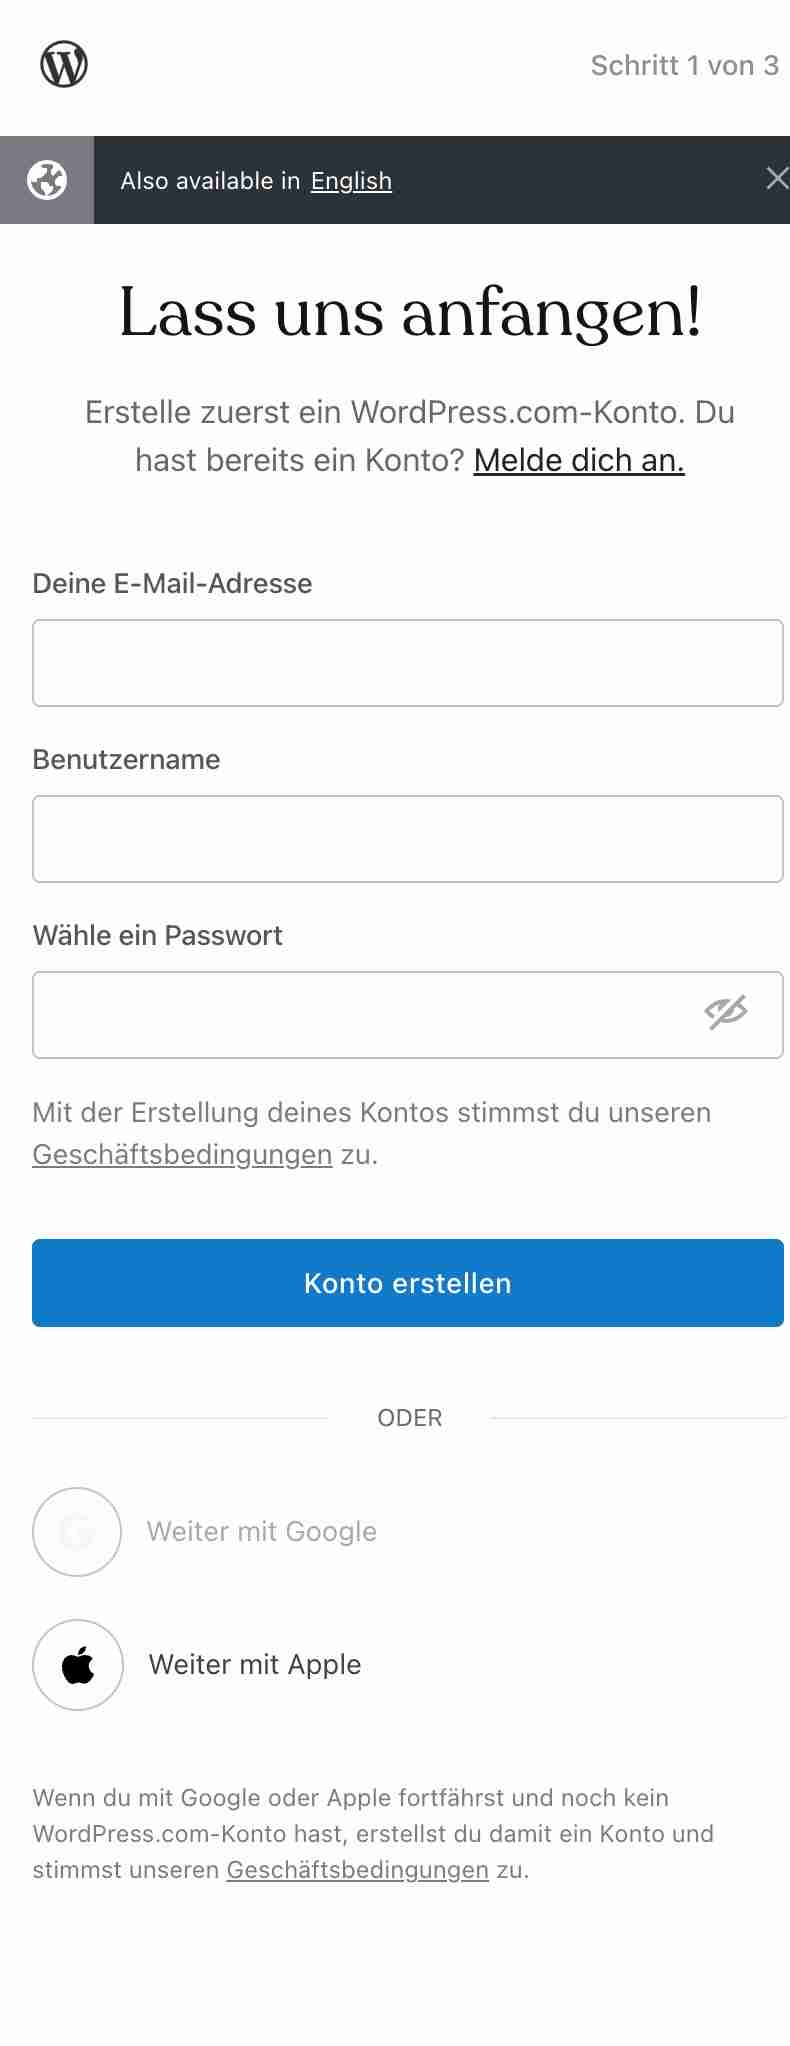 Schritt 1 von 3
Also available in English
Lass uns anfangen!
Erstelle zuerst ein WordPress.com-Konto. Du
hast bereits ein Konto? Melde dich an.
Deine E-Mail-Adresse
Benutzername
Wähle ein Passwort
Mit der Erstellung deines Kontos stimmst du unseren
Geschäftsbedingungen zu.
Konto erstellen
ODER
Weiter mit Google
Weiter mit Apple
Wenn du mit Google oder Apple fortfährst und noch kein
WordPress.com-Konto hast, erstellst du damit ein Konto und
stimmst unseren Geschäftsbedingungen zu.